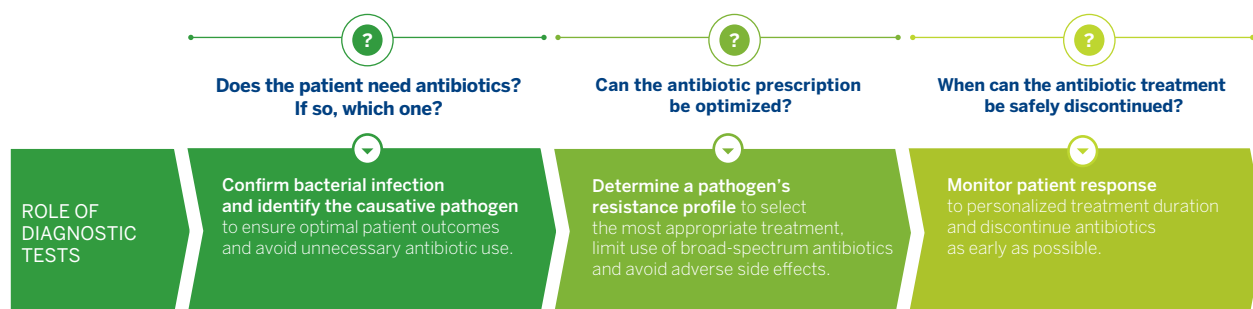 ?
?
?
Does the patient need antibiotics?
If so, which one?
Can the antibiotic prescription
be optimized?
When can the antibiotic treatment
be safely discontinued?
ROLE OF
DIAGNOSTIC
TESTS
Confirm bacterial infection
and identify the causative pathogen
to ensure optimal patient outcomes
and avoid unnecessary antibiotic use.
Determine a pathogen's
resistance profile to select
the most appropriate treatment,
limit use of broad-spectrum antibiotics
and avoid adverse side effects.
Monitor patient response
to personalized treatment duration
and discontinue antibiotics
as early as possible.